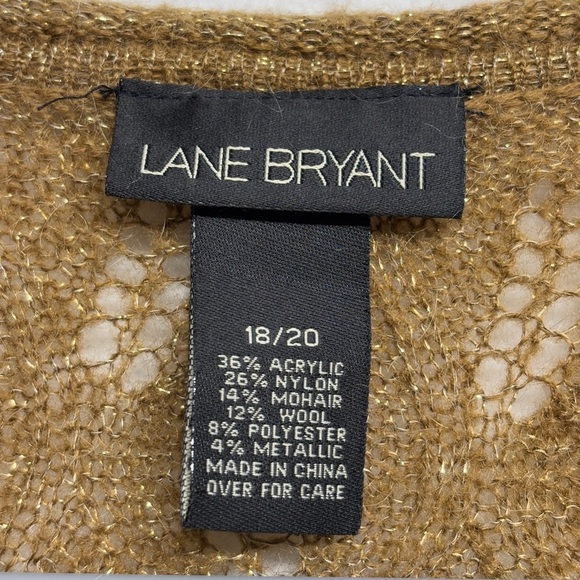 LANE BRYANT
18/20
36% ACRYLIC
26% NYLON
14% MOHAIR
12% WOOL
8% POLYESTER
4% METALLIC
MADE IN CHINA
OVER FOR CARE